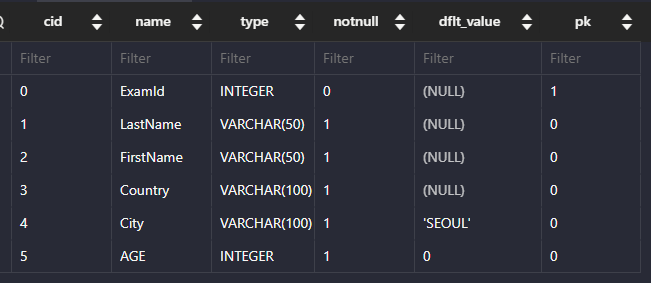 cid name type notnull dflt_value pk
Filter Filter Filter Filter Filter Filter
0 ExamId INTEGER 0 (NULL) 1
1 LastName VARCHAR(50) 1 (NULL) 0
2 FirstName VARCHAR(50) 1 (NULL) 0
3 Country VARCHAR(100) 1 (NULL) 0
4 City VARCHAR(100) 1 'SEOUL' 0
5 AGE INTEGER 1 0 0